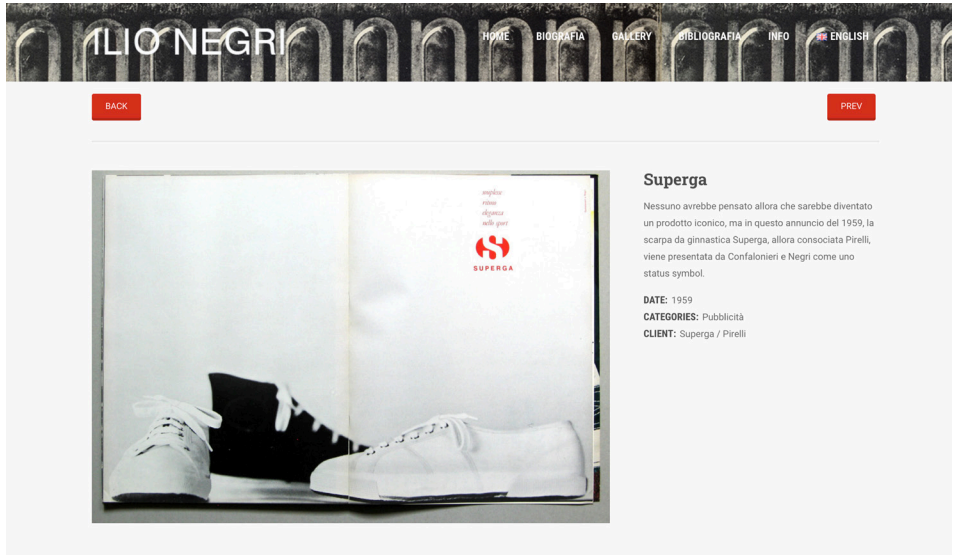 ILIO NEGRI
HOME BIOGRAFIA GALLERY BIBLIOGRAFIA INFO ENGLISH
BACK PREV
semplice
estroso
eleganza
nello sport
SUPERGA
Superga
Nessuno avrebbe pensato allora che sarebbe diventato
un prodotto iconico, ma in questo annuncio del 1959, la
scarpa da ginnastica Superga, allora consociata Pirelli,
viene presentata da Confalonieri e Negri come uno
status symbol.
DATE: 1959
CATEGORIES: Pubblicità
CLIENT: Superga / Pirelli